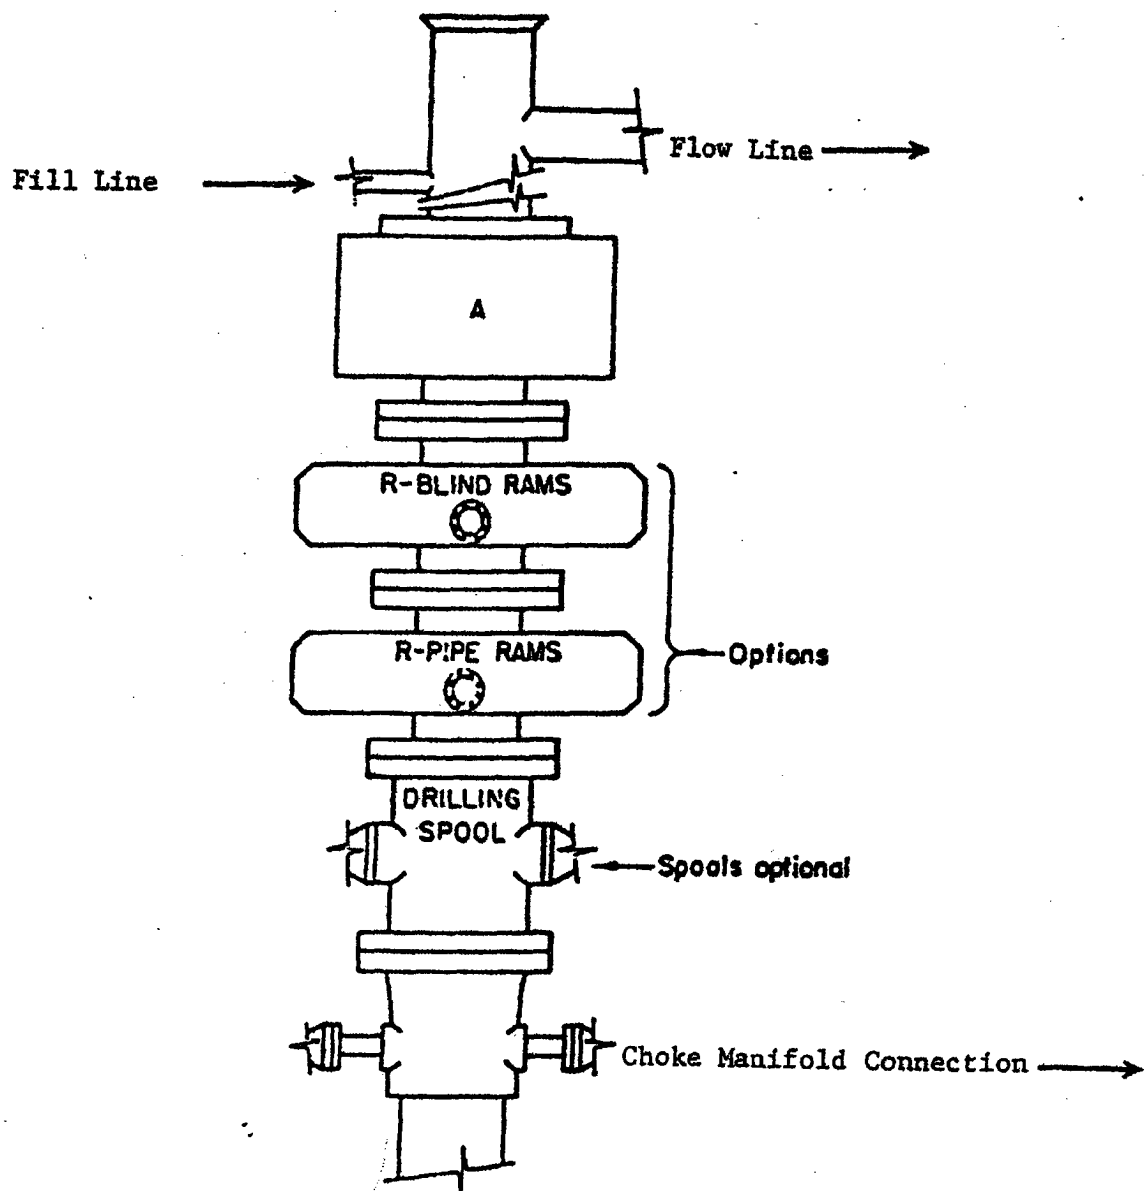 Flow Line
Fill Line
A
R-BLIND RAMS
R-PIPE RAMS
Options
DRILLING
SPOOL
Spools optional
Choke Manifold Connection